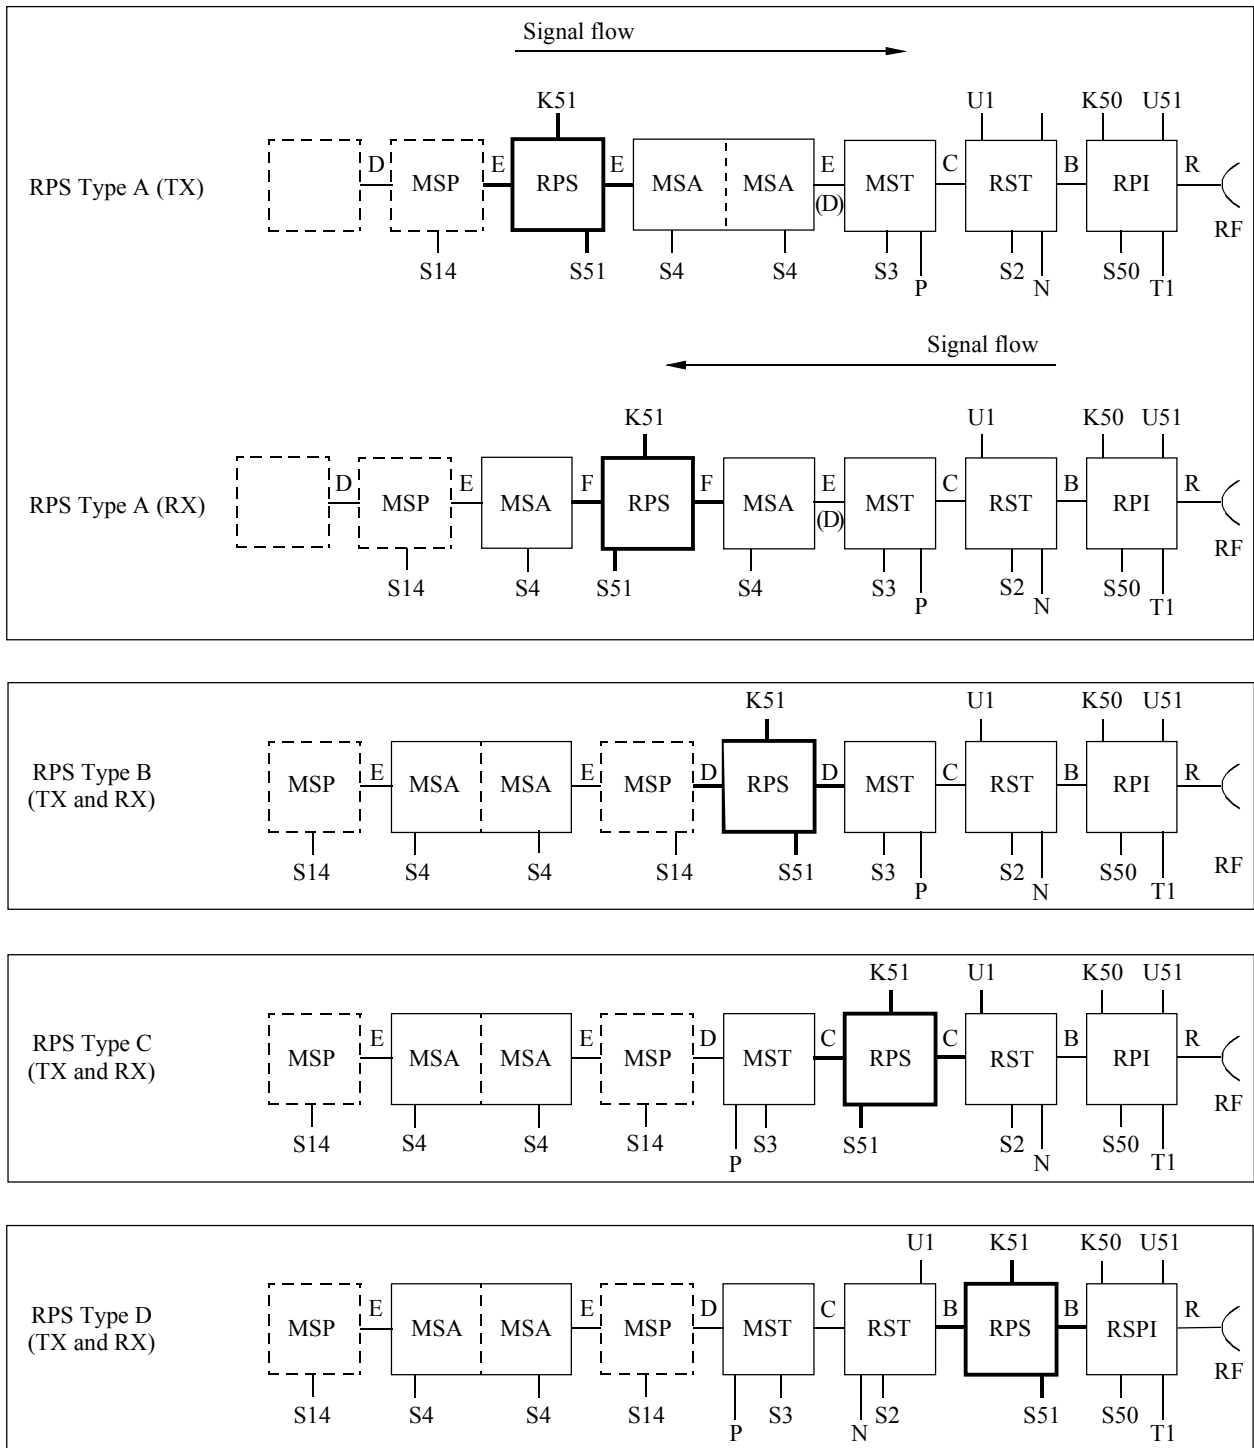 Signal flow
K51 U1 K50 U51
RPS Type A (TX)
D MSP E RPS E MSA MSA E (D) MST C RST B RPI R
RF
S14 S51 S4 S4 S3 S2 S50
P N T1
Signal flow
K51 U1 K50 U51
RPS Type A (RX)
D MSP E MSA F RPS F MSA E (D) MST C RST B RPI R
RF
S14 S4 S51 S4 S3 S2 S50
P N T1
K51 U1 K50 U51
RPS Type B
(TX and RX)
MSP E MSA MSA E MSP D RPS D MST C RST B RPI R
RF
S14 S4 S4 S14 S51 S3 S2 S50
P N T1
K51 U1 K50 U51
RPS Type C
(TX and RX)
MSP E MSA MSA E MSP D MST C RPS C RST B RPI R
RF
S14 S4 S4 S14 S3 S51 S2 S50
P N T1
U1 K51 K50 U51
RPS Type D
(TX and RX)
MSP E MSA MSA E MSP D MST C RST B RPS B RSPI R
RF
S14 S4 S4 S14 S3 S2 S51 S50
P N T1